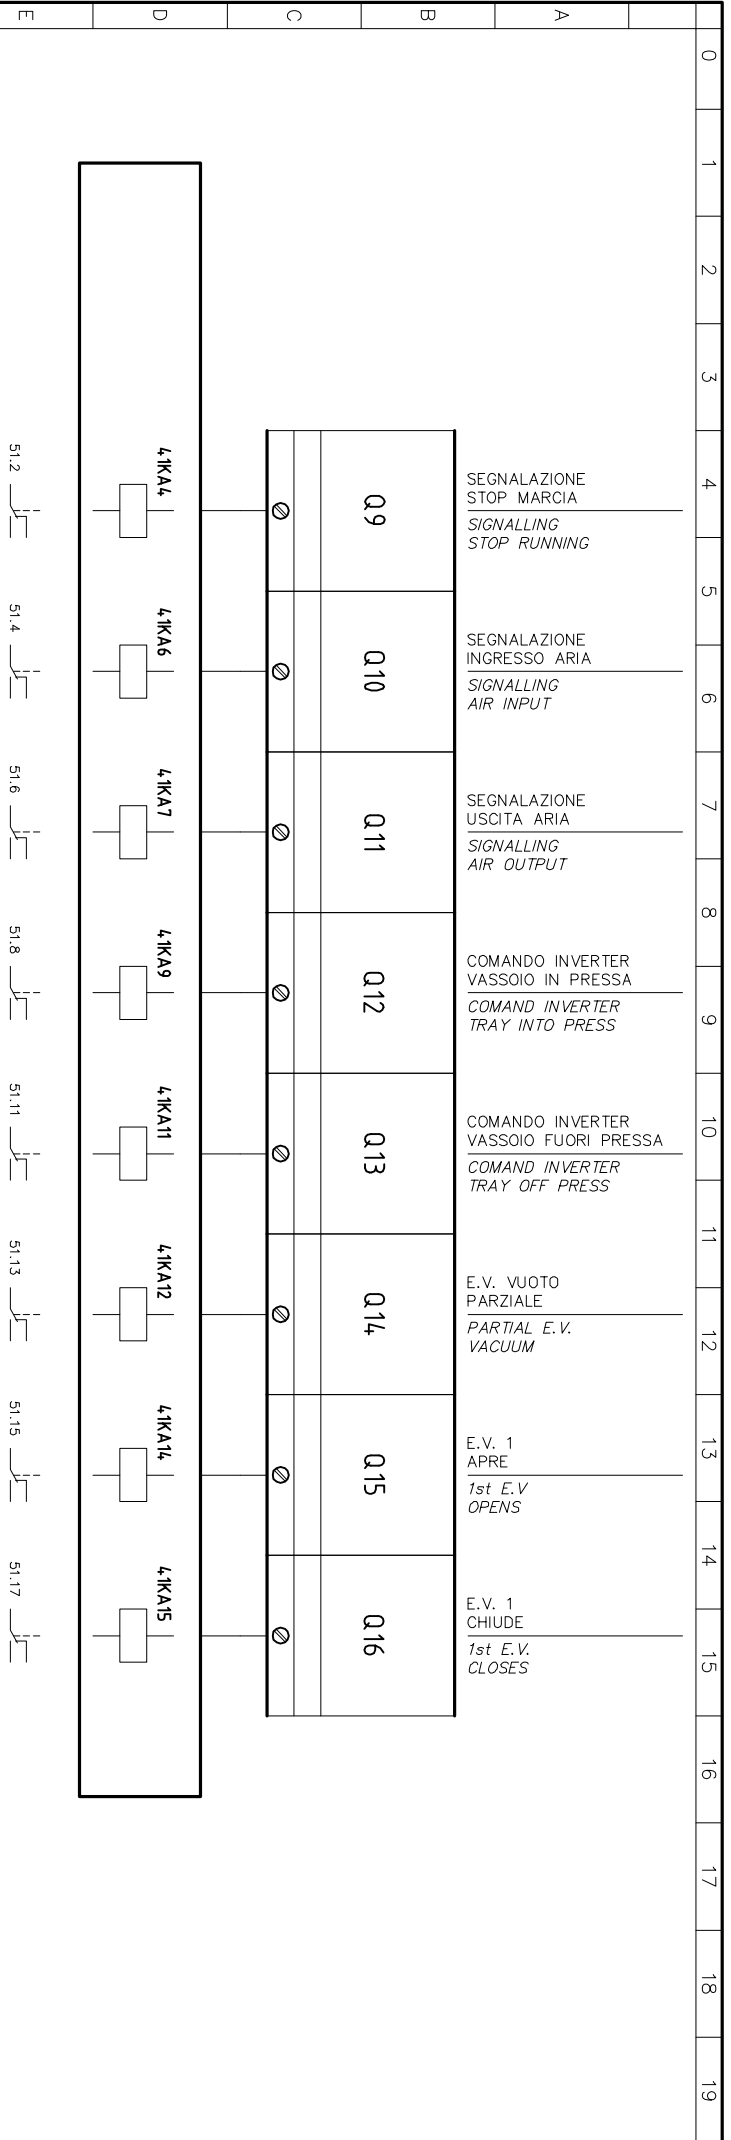 E
D
C
B
A
0
1
2
3
4
5
6
7
8
9
10
11
12
13
14
15
16
17
18
19
SEGNALAZIONE
STOP MARCIA
SIGNALLING
STOP RUNNING
Q9
41KA4
51.2
SEGNALAZIONE
INGRESSO ARIA
SIGNALLING
AIR INPUT
Q10
41KA6
51.4
SEGNALAZIONE
USCITA ARIA
SIGNALLING
AIR OUTPUT
Q11
41KA7
51.6
COMANDO INVERTER
VASSOIO IN PRESSA
COMAND INVERTER
TRAY INTO PRESS
Q12
41KA9
51.8
COMANDO INVERTER
VASSOIO FUORI PRESSA
COMAND INVERTER
TRAY OFF PRESS
Q13
41KA11
51.11
E.V. VUOTO
PARZIALE
PARTIAL E.V.
VACUUM
Q14
41KA12
51.13
E.V. 1
APRE
1st E.V
OPENS
Q15
41KA14
51.15
E.V. 1
CHIUDE
1st E.V.
CLOSES
Q16
41KA15
51.17